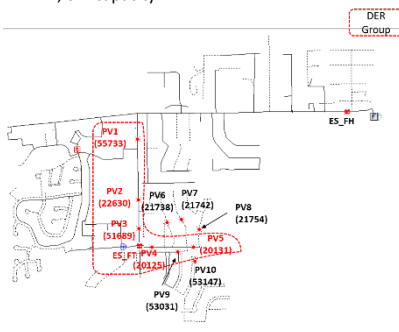 DER
Group
ES_FH
PV1
(55733)
PV2
(22630)
PV6
(21738)
PV7
(21742)
PV8
(21754)
PV3
(51689)
PV5
(20131)
ES_FT
PV4
(20125)
PV10
(53147)
PV9
(53031)